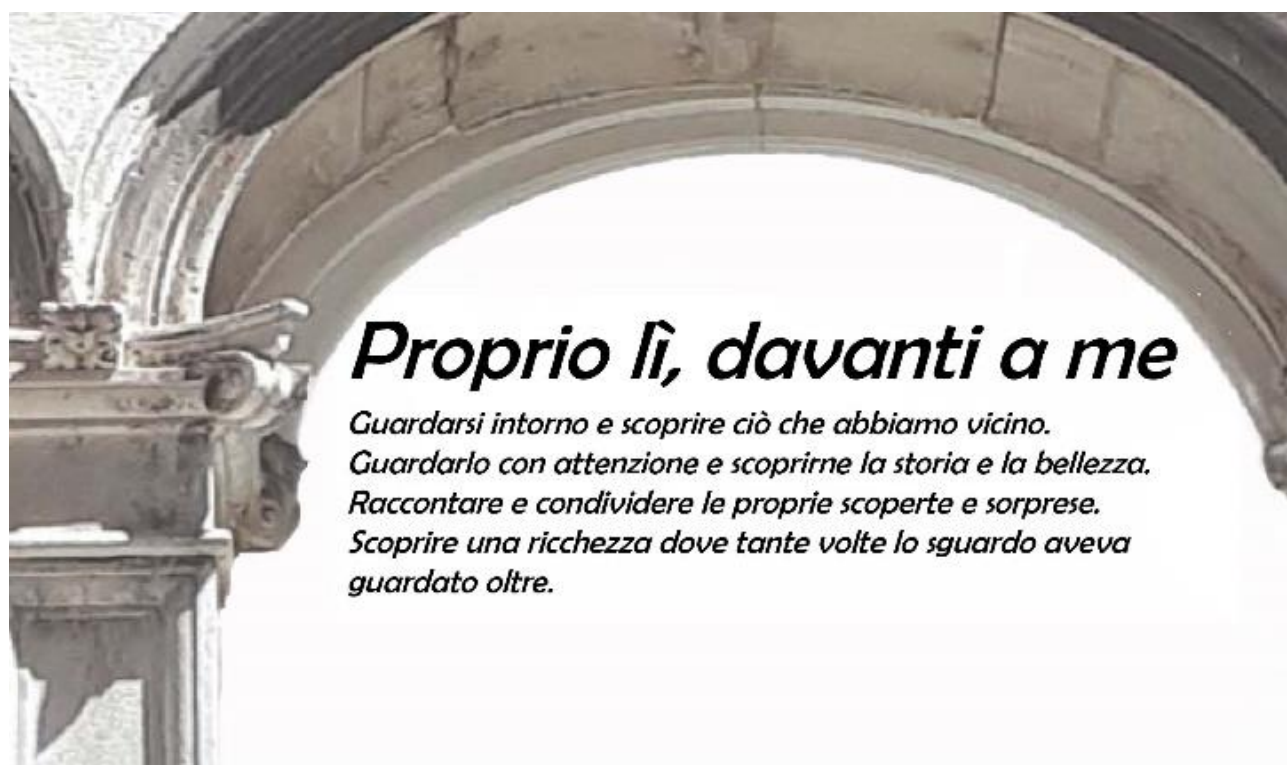 Proprio lì, davanti a me
Guardarsi intorno e scoprire ciò che abbiamo vicino.
Guardarlo con attenzione e scoprirne la storia e la bellezza.
Raccontare e condividere le proprie scoperte e sorprese.
Scoprire una ricchezza dove tante volte lo sguardo aveva
guardato oltre.